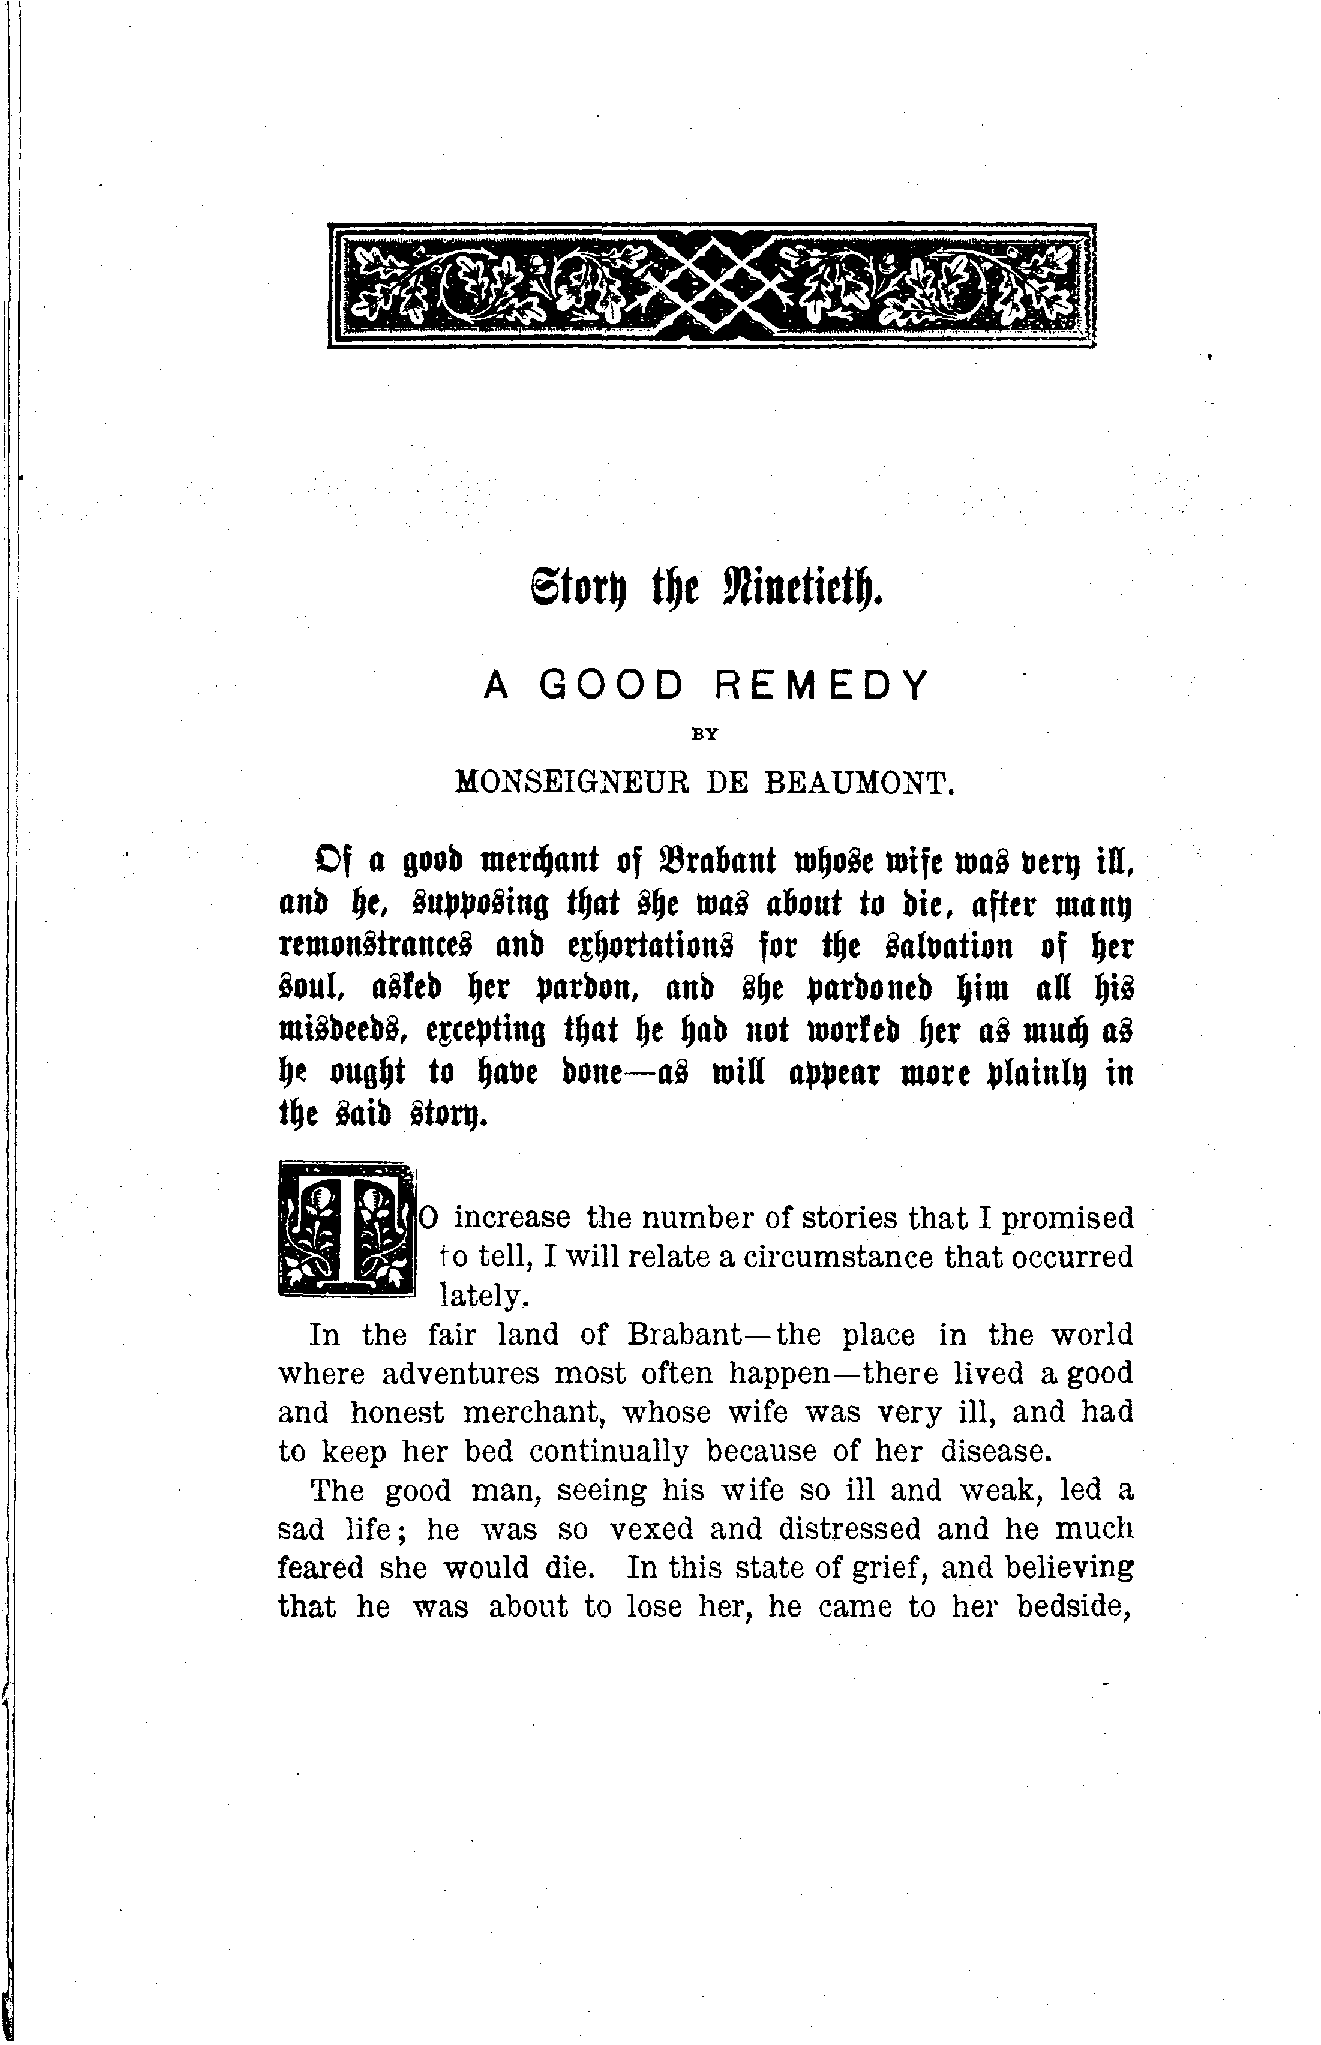 Story the Ninetieth.
A GOOD REMEDY
BY
MONSEIGNEUR DE BEAUMONT.
Of a good merchant of Brabant whose wife was very ill,
and he, supposing that she was about to die, after many
remonstrances and exhortations for the salvation of her
soul, asked her pardon, and she pardoned him all his
misdeeds, excepting that he had not worked her as much as
he ought to have done—as will appear more plainly in
the said story.
TO increase the number of stories that I promised
to tell, I will relate a circumstance that occurred
lately.
In the fair land of Brabant—the place in the world
where adventures most often happen—there lived a good
and honest merchant, whose wife was very ill, and had
to keep her bed continually because of her disease.
The good man, seeing his wife so ill and weak, led a
sad life; he was so vexed and distressed and he much
feared she would die. In this state of grief, and believing
that he was about to lose her, he came to her bedside,